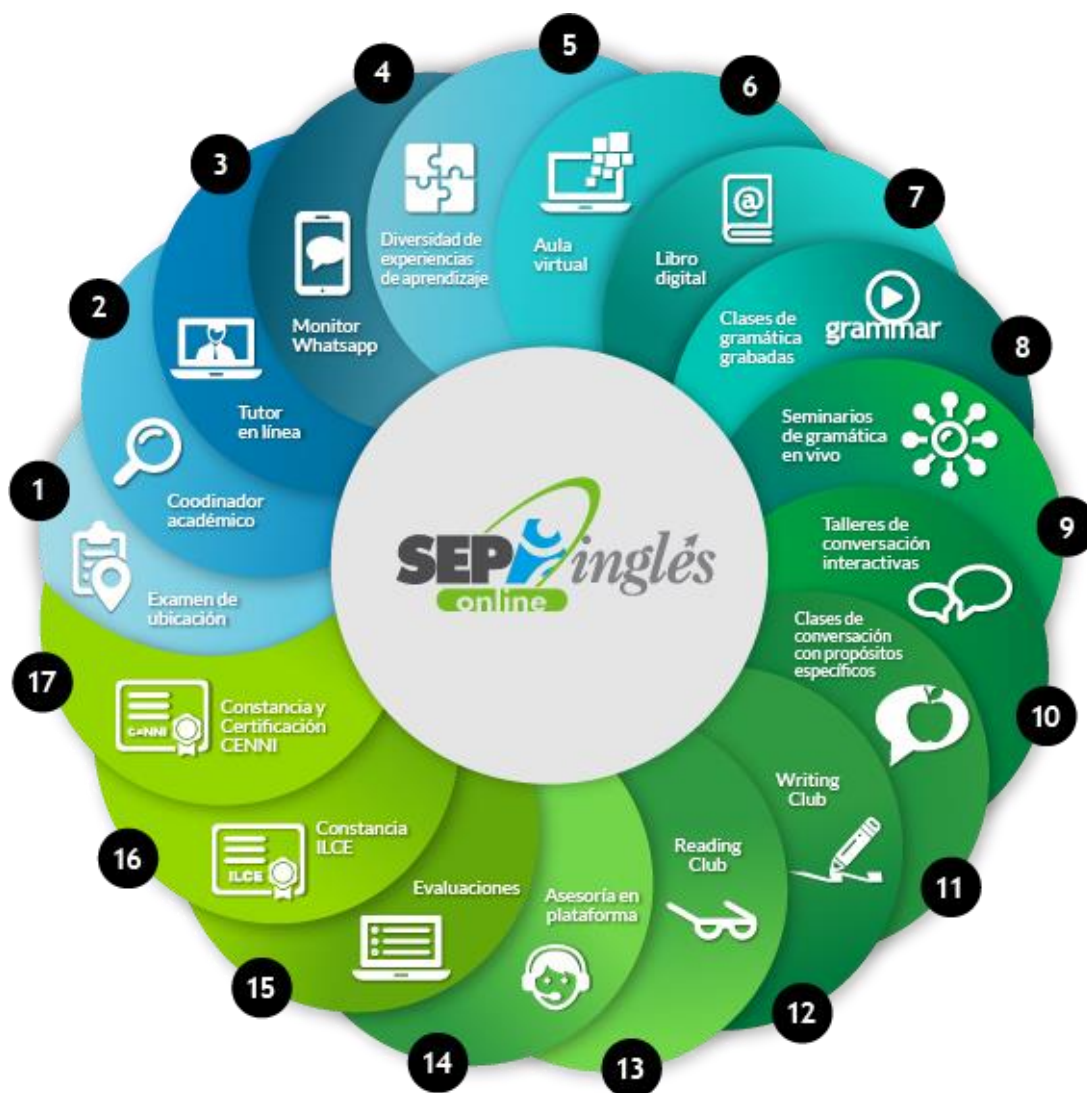 1
Examen de
ubicación
2
Coodinador
académico
3
Tutor
en línea
4
Monitor
Whatsapp
5
Diversidad de
experiencias
de aprendizaje
6
Aula
virtual
7
@
Libro
digital
8
Clases de
gramática
grabadas
grammar
9
Seminarios
de gramática
en vivo
10
Talleres de
conversación
interactivas
11
Clases de
conversación
con propósitos
específicos
12
Writing
Club
13
Reading
Club
14
Asesoría en
plataforma
15
Evaluaciones
16
Constancia
ILCE
ILCE
17
Constancia y
Certificación
CENNI
CENNI
SEP inglés
online